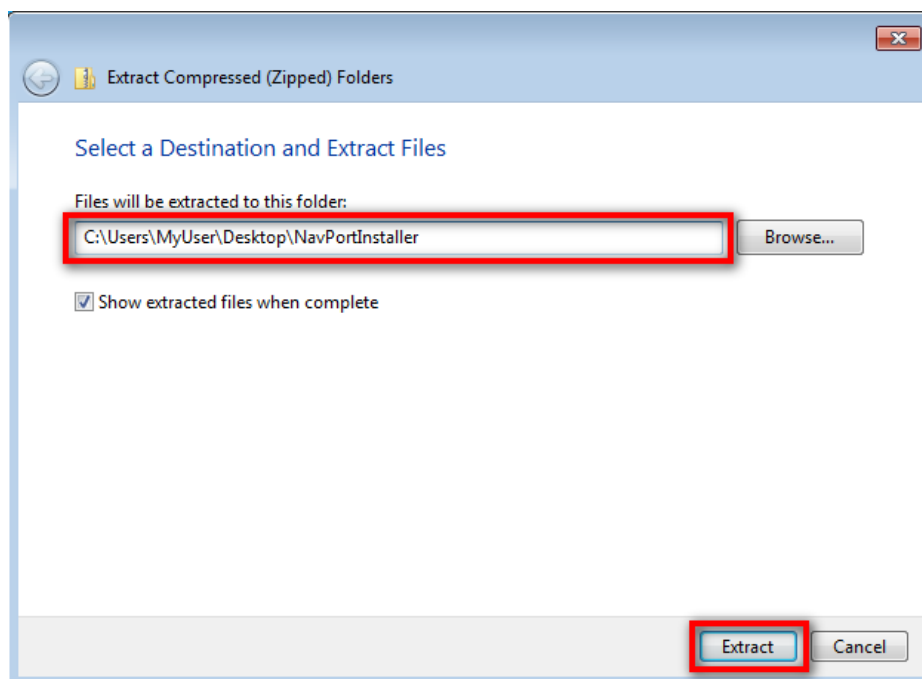 Extract Compressed (Zipped) Folders
Select a Destination and Extract Files
Files will be extracted to this folder:
C:\Users\MyUser\Desktop\NavPortInstaller
Browse...
Show extracted files when complete
Extract
Cancel